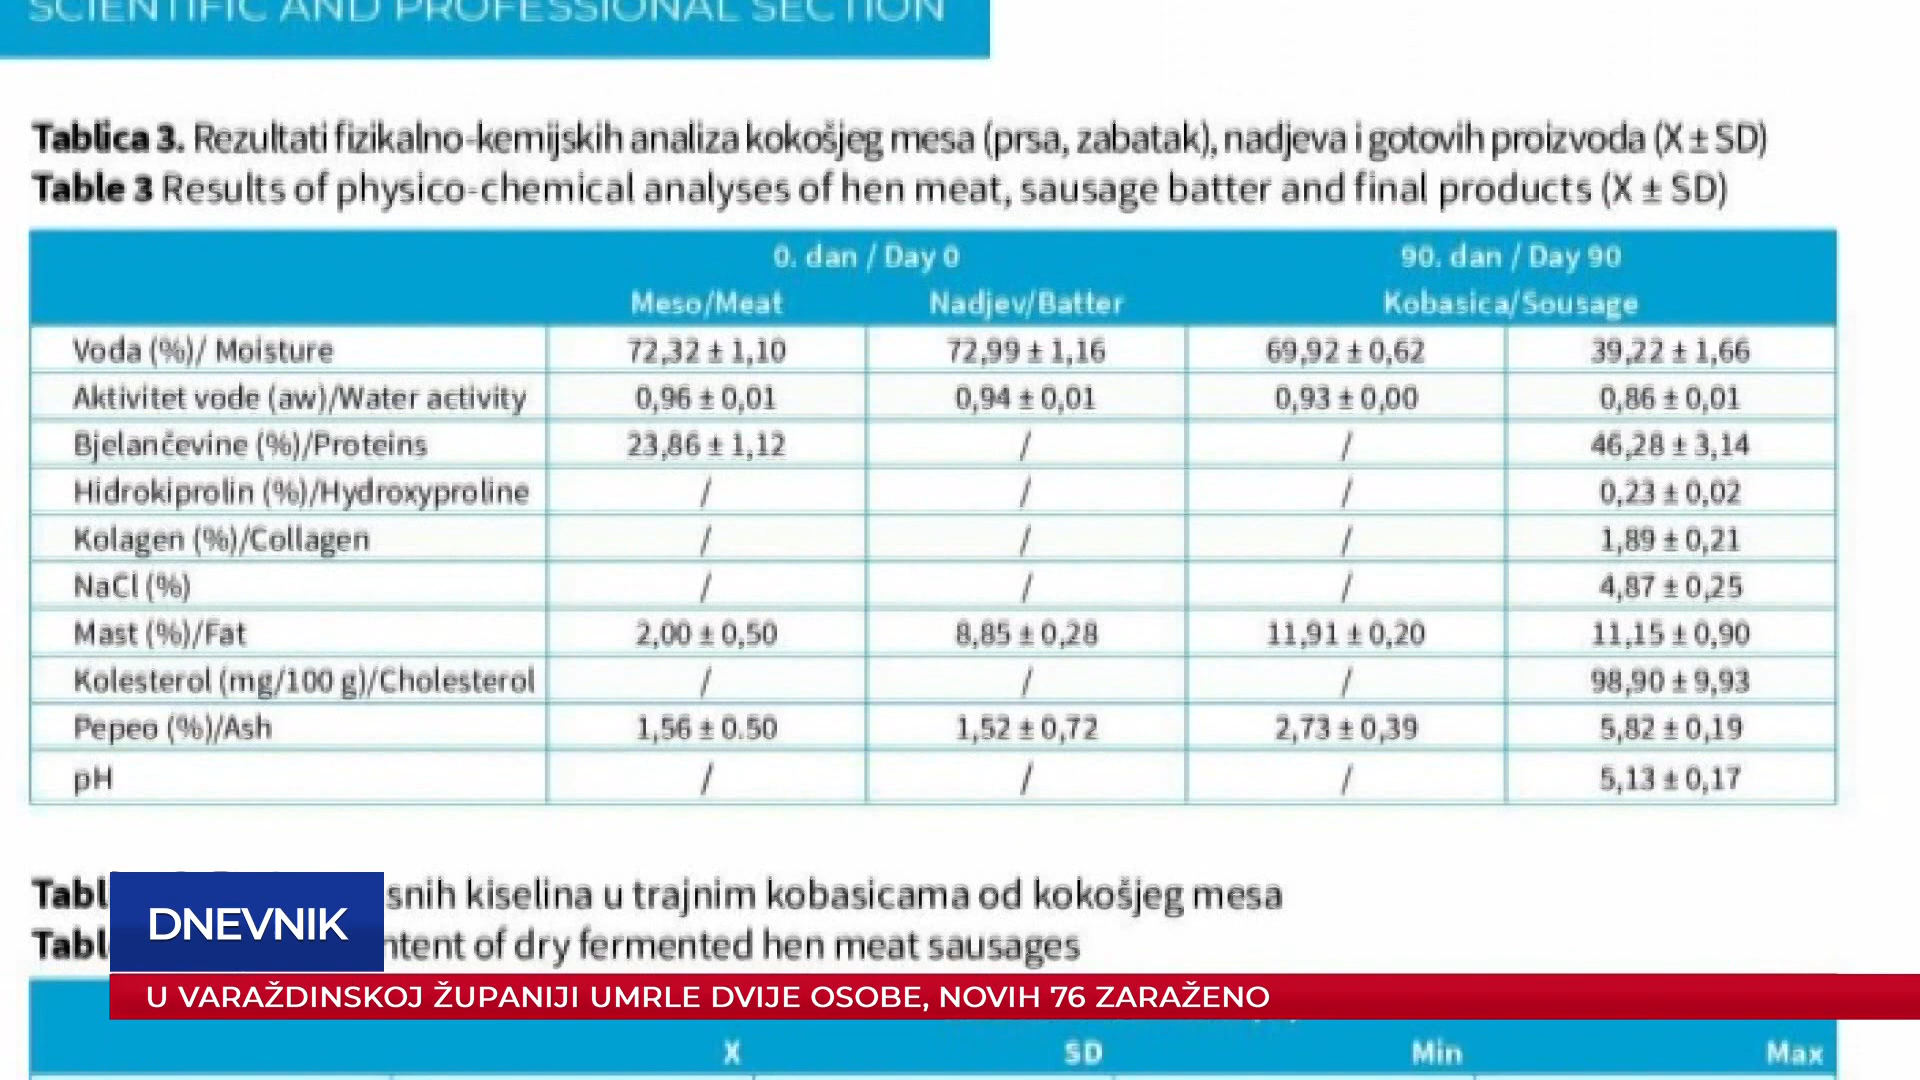 SCIENTIFIC AND PROFESSIONAL SECTION
Tablica 3. Rezultati fizikalno-kemijskih analiza kokošjeg mesa (prsa, zabatak), nadjeva i gotovih proizvoda (X ± SD)
Table 3 Results of physico-chemical analyses of hen meat, sausage batter and final products (X ± SD)
0. dan / Day 0 90. dan / Day 90
Meso/Meat Nadjev/Batter Kobasica/Sousage
Voda (%)/ Moisture 72,32 ± 1,10 72,99 ± 1,16 69,92 ± 0,62 39,22 ± 1,66
Aktivitet vode (aw)/Water activity 0,96 ± 0,01 0,94 ± 0,01 0,93 ± 0,00 0,86 ± 0,01
Bjelančevine (%)/Proteins 23,86 ± 1,12 / / 46,28 ± 3,14
Hidrokiprolin (%)/Hydroxyproline / / / 0,23 ± 0,02
Kolagen (%)/Collagen / / / 1,89 ± 0,21
NaCl (%) / / / 4,87 ± 0,25
Mast (%)/Fat 2,00 ± 0,50 8,85 ± 0,28 11,91 ± 0,20 11,15 ± 0,90
Kolesterol (mg/100 g)/Cholesterol / / / 98,90 ± 9,93
Pepeo (%)/Ash 1,56 ± 0.50 1,52 ± 0,72 2,73 ± 0,39 5,82 ± 0,19
pH / / / 5,13 ± 0,17
Tabl snih kiselina u trajnim kobasicama od kokošjeg mesa
Tabl ntent of dry fermented hen meat sausages
DNEVNIK
U VARAŽDINSKOJ ŽUPANIJI UMRLE DVIJE OSOBE, NOVIH 76 ZARAŽENO
X SD Min Max